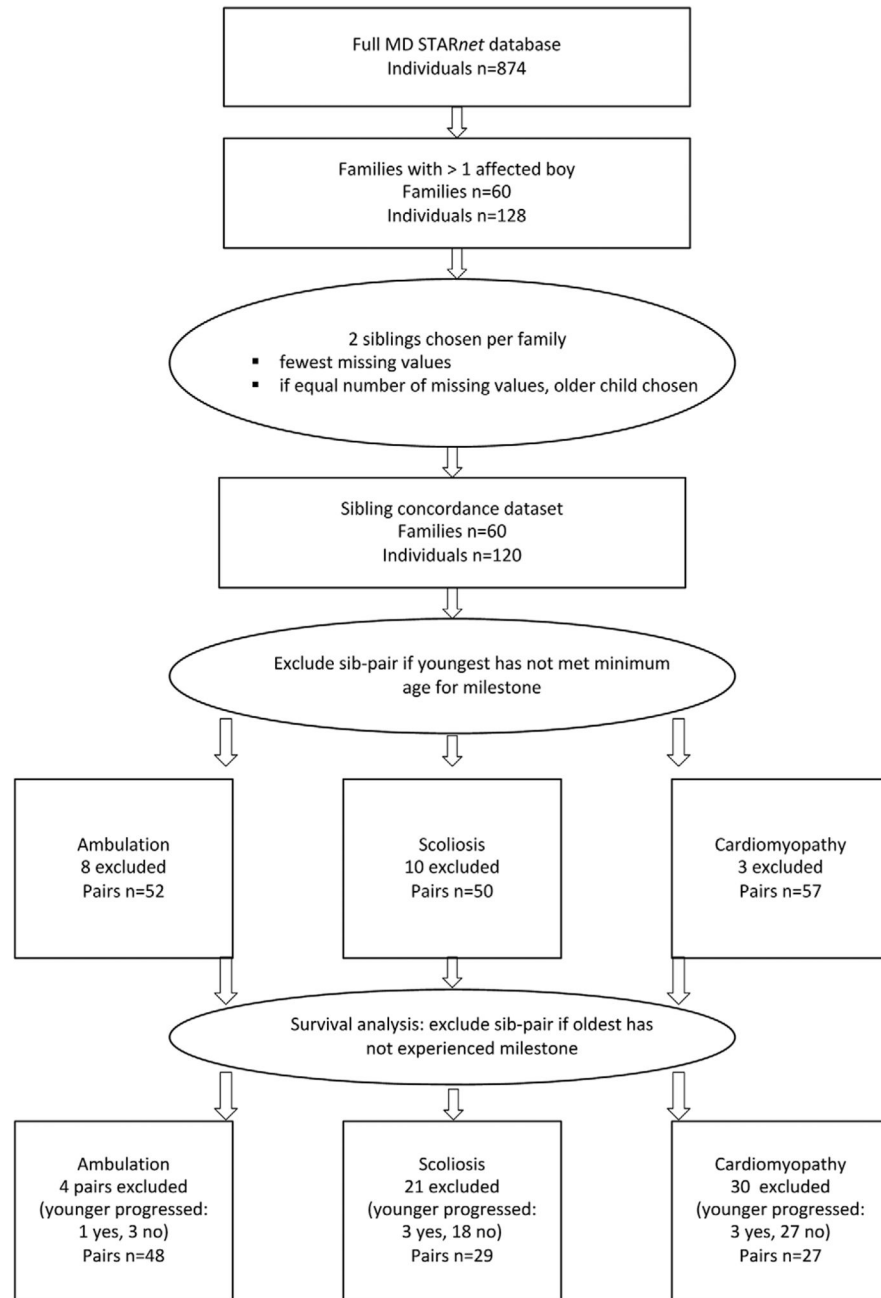 Full MD STARnet database
Individuals n=874
Families with > 1 affected boy
Families n=60
Individuals n=128
2 siblings chosen per family
▪ fewest missing values
▪ if equal number of missing values, older child chosen
Sibling concordance dataset
Families n=60
Individuals n=120
Exclude sib-pair if youngest has not met minimum
age for milestone
Ambulation
8 excluded
Pairs n=52
Scoliosis
10 excluded
Pairs n=50
Cardiomyopathy
3 excluded
Pairs n=57
Survival analysis: exclude sib-pair if oldest has
not experienced milestone
Ambulation
4 pairs excluded
(younger progressed:
1 yes, 3 no)
Pairs n=48
Scoliosis
21 excluded
(younger progressed:
3 yes, 18 no)
Pairs n=29
Cardiomyopathy
30 excluded
(younger progressed:
3 yes, 27 no)
Pairs n=27